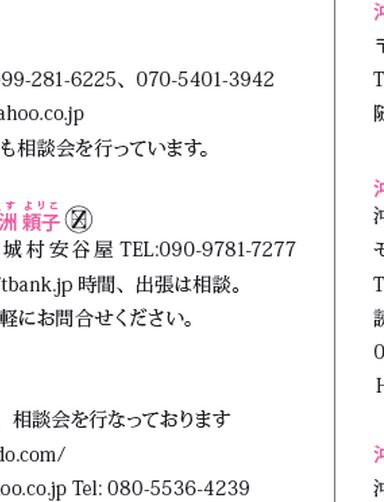 99-281-6225、070-5401-3942
ahoo.co.jp
も相談会を行っています。
す よりこ
洲 頼子
城村安谷屋 TEL:090-9781-7277
tbank.jp 時間、出張は相談。
軽にお問合せください。
相談会を行なっております
do.com/
oo.co.jp Tel: 080-5536-4239
沖
〒
T
随
沖
沖
モ
T
読
0
H
沖
沖